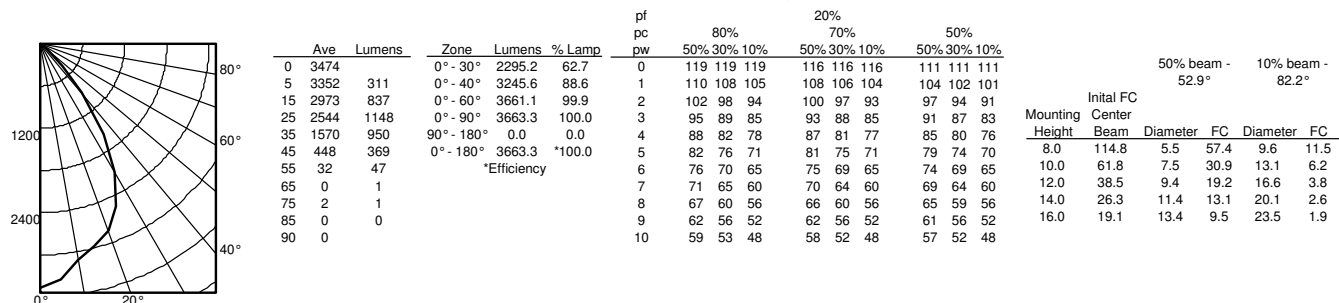 1200
2400
80°
60°
40°
0°
20°
Ave Lumens
0 3474
5 3352 311
15 2973 837
25 2544 1148
35 1570 950
45 448 369
55 32 47
65 0 1
75 2 1
85 0 0
90 0
Zone Lumens % Lamp
0° - 30° 2295.2 62.7
0° - 40° 3245.6 88.6
0° - 60° 3661.1 99.9
0° - 90° 3663.3 100.0
90° - 180° 0.0 0.0
0° - 180° 3663.3 *100.0
*Efficiency
pf 20%
pc 80% 70% 50%
pw 50% 30% 10% 50% 30% 10% 50% 30% 10%
0 119 119 119 116 116 116 111 111 111
1 110 108 105 108 106 104 104 102 101
2 102 98 94 100 97 93 97 94 91
3 95 89 85 93 88 85 91 87 83
4 88 82 78 87 81 77 85 80 76
5 82 76 71 81 75 71 79 74 70
6 76 70 65 75 69 65 74 69 65
7 71 65 60 70 64 60 69 64 60
8 67 60 56 66 60 56 65 59 56
9 62 56 52 62 56 52 61 56 52
10 59 53 48 58 52 48 57 52 48
50% beam - 10% beam -
52.9° 82.2°
Inital FC
Mounting Center
Height Beam Diameter FC Diameter FC
8.0 114.8 5.5 57.4 9.6 11.5
10.0 61.8 7.5 30.9 13.1 6.2
12.0 38.5 9.4 19.2 16.6 3.8
14.0 26.3 11.4 13.1 20.1 2.6
16.0 19.1 13.4 9.5 23.5 1.9